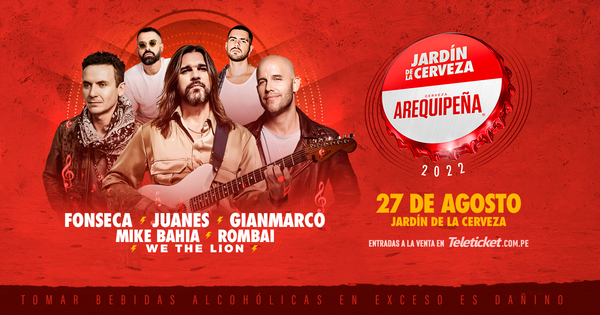 JARDÍN
DE LA CERVEZA
CERVEZA
AREQUIPEÑA
2022
FONSECA JUANES GIANMARCO
MIKE BAHIA ROMBAI
WE THE LION
27 DE AGOSTO
JARDÍN DE LA CERVEZA
ENTRADAS A LA VENTA EN Teleticket.COM.PE
TOMAR BEBIDAS ALCOHÓLICAS EN EXCESO ES DAÑINO